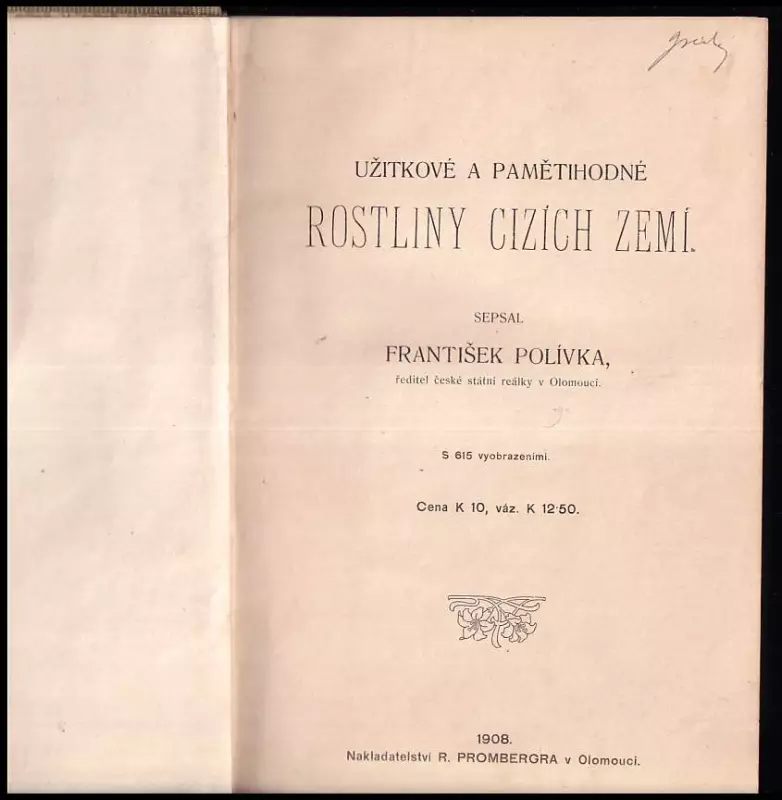 UŽITKOVÉ A PAMĚTIHODNÉ
ROSTLINY CIZÍCH ZEMÍ.
SEPSAL
FRANTIŠEK POLÍVKA,
ředitel české státní reálky v Olomouci.
S 615 vyobrazeními.
Cena K 10, váz. K 12·50.
1908.
Nakladatelství R. PROMBERGRA v Olomouci.